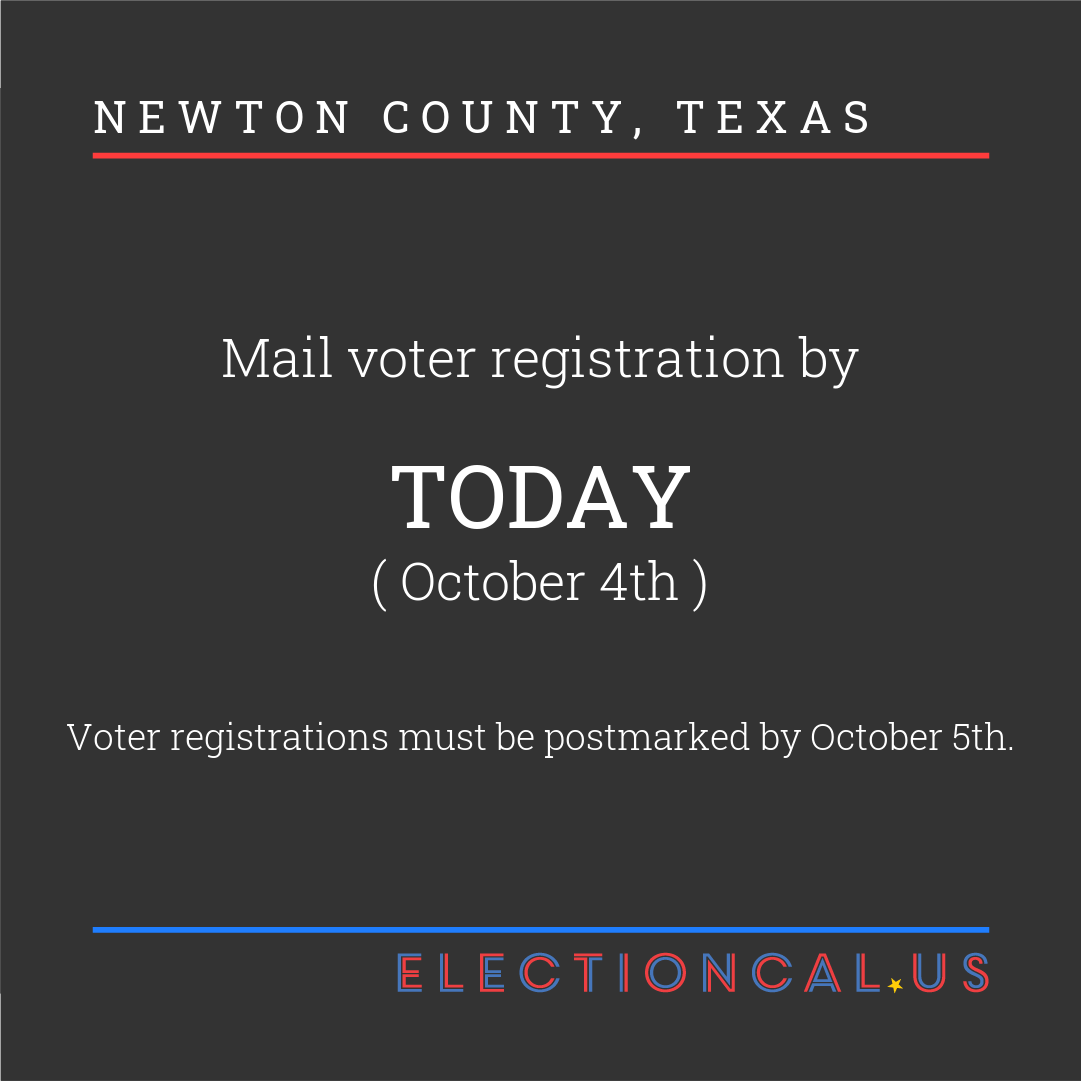 NEWTON COUNTY, TEXAS
Mail voter registration by
TODAY
( October 4th )
Voter registrations must be postmarked by October 5th.
ELECTIONCAL.US